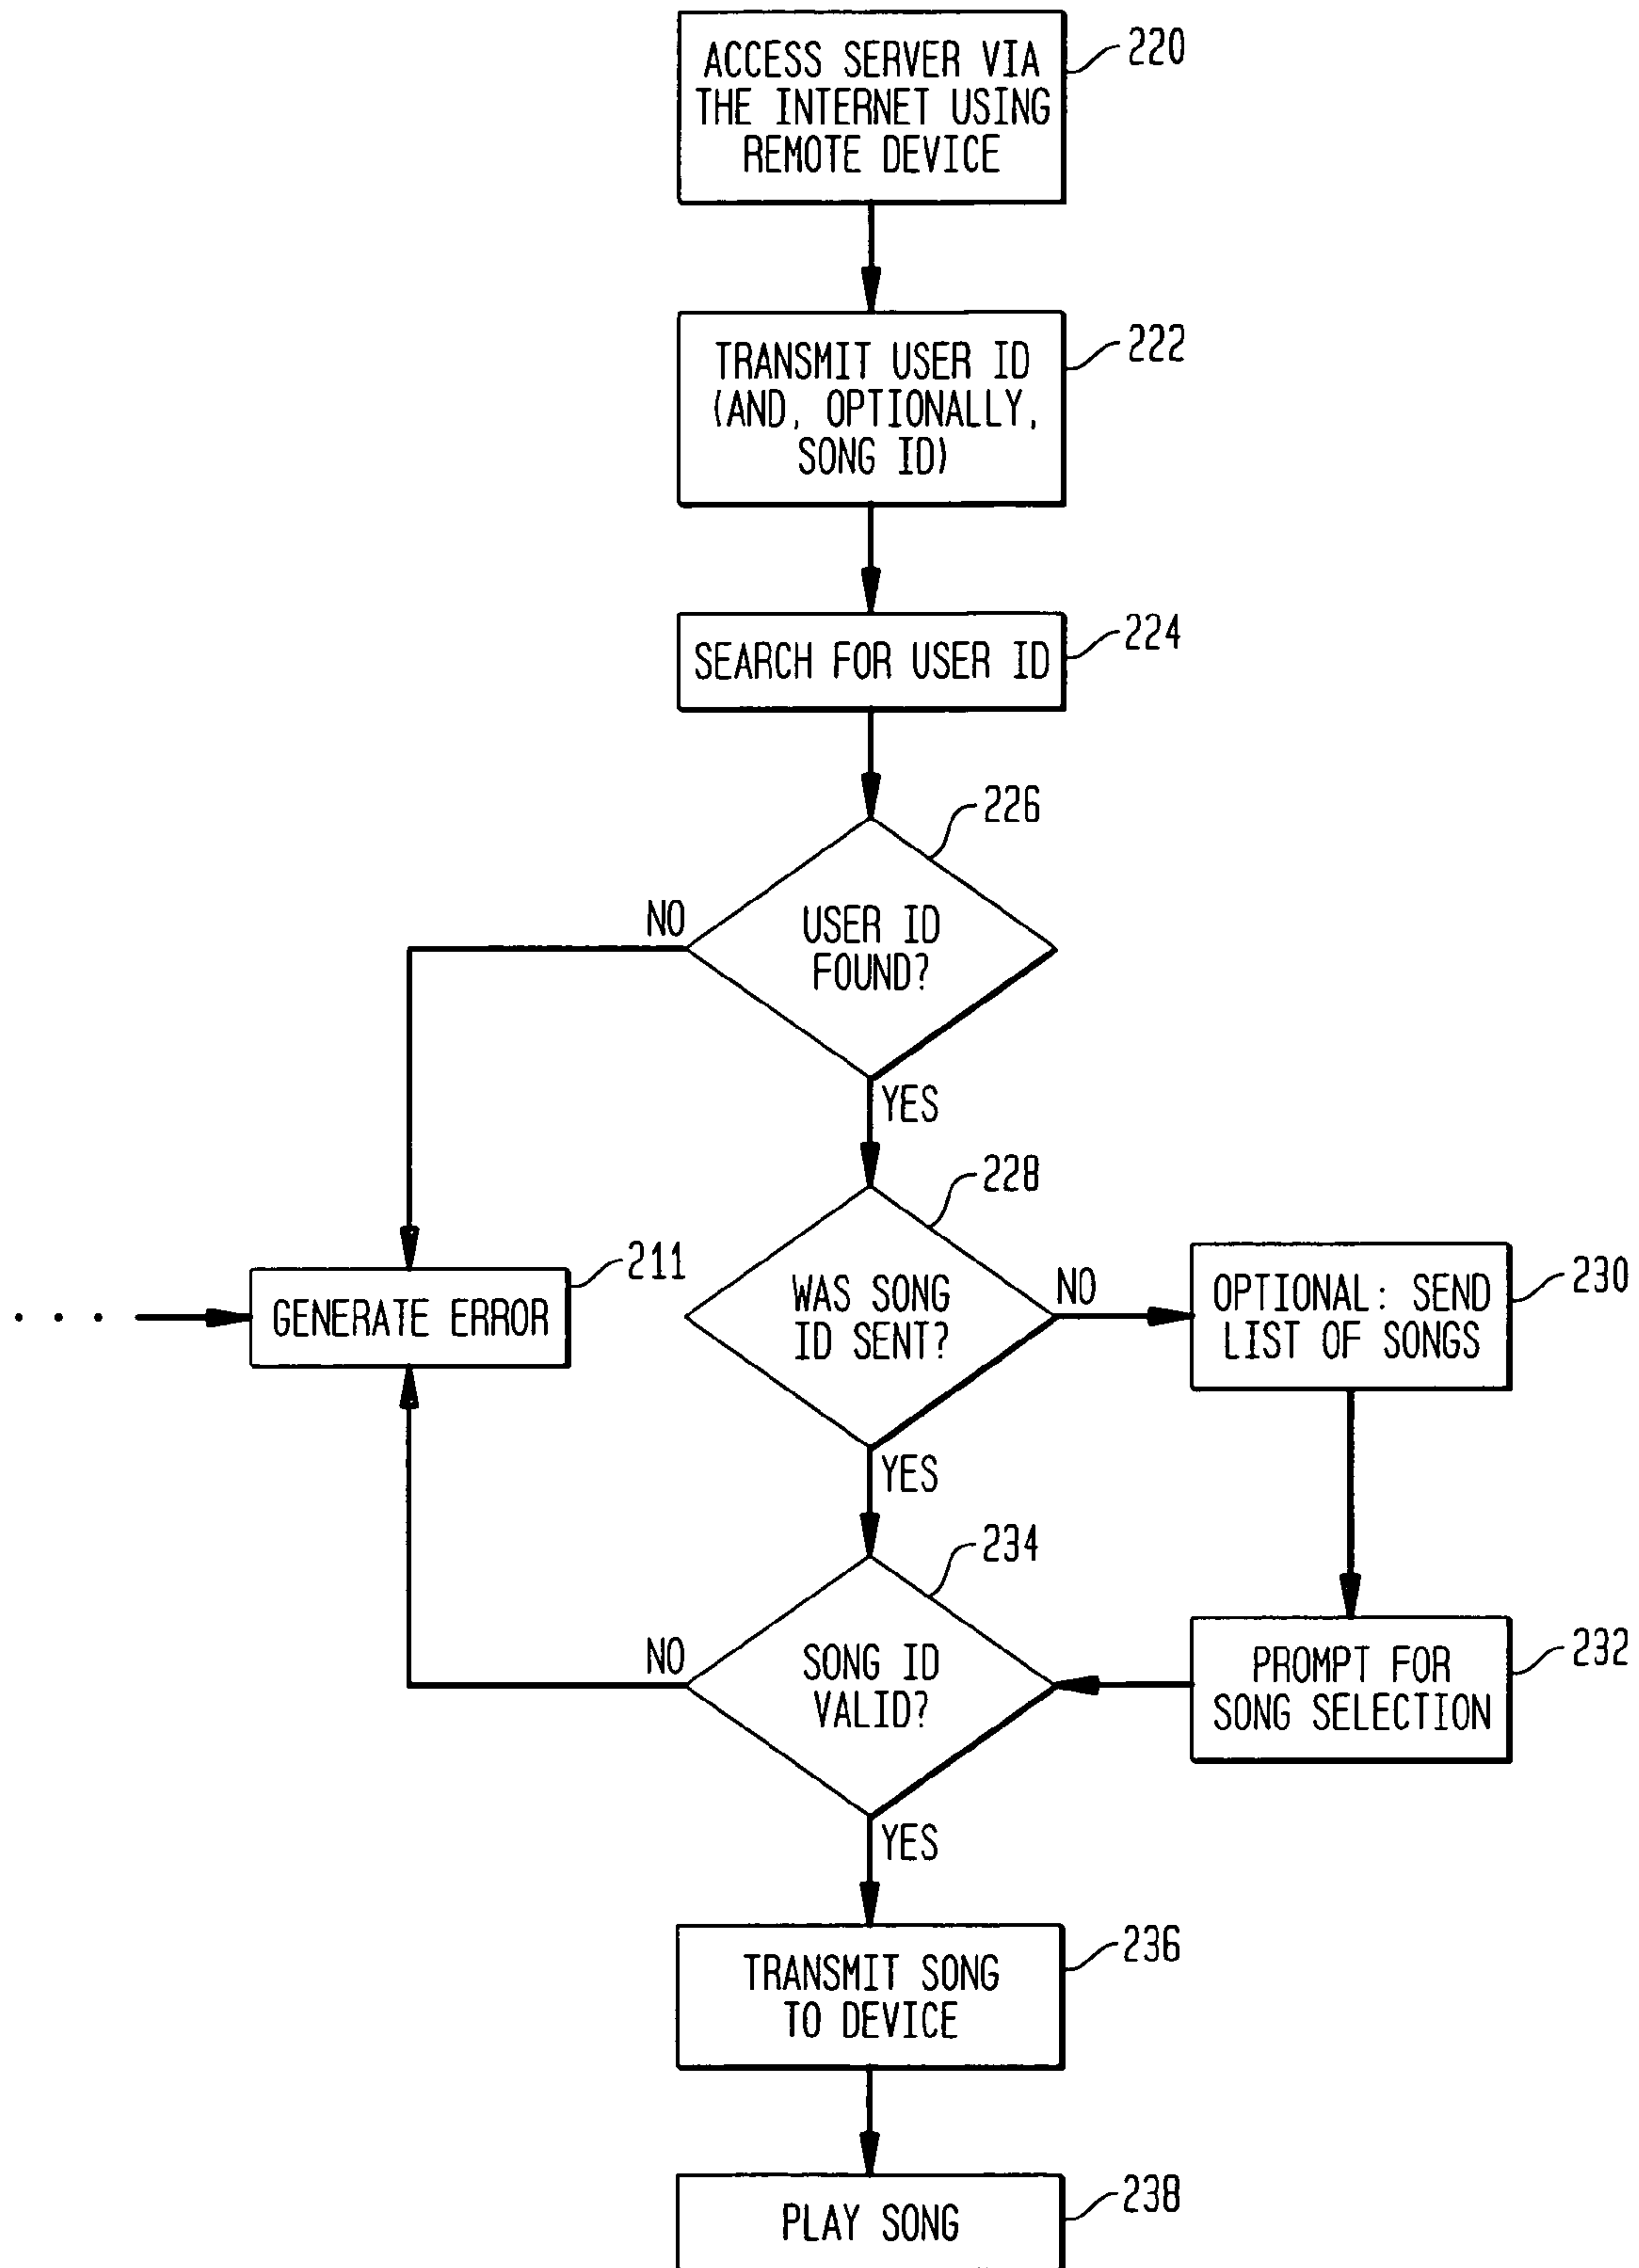 ACCESS SERVER VIA
THE INTERNET USING
REMOTE DEVICE
220
TRANSMIT USER ID
(AND, OPTIONALLY,
SONG ID)
222
SEARCH FOR USER ID
224
226
USER ID
FOUND?
NO
YES
228
WAS SONG
ID SENT?
NO
YES
211
GENERATE ERROR
. . .
OPTIONAL: SEND
LIST OF SONGS
230
234
SONG ID
VALID?
NO
YES
PROMPT FOR
SONG SELECTION
232
TRANSMIT SONG
TO DEVICE
236
PLAY SONG
238